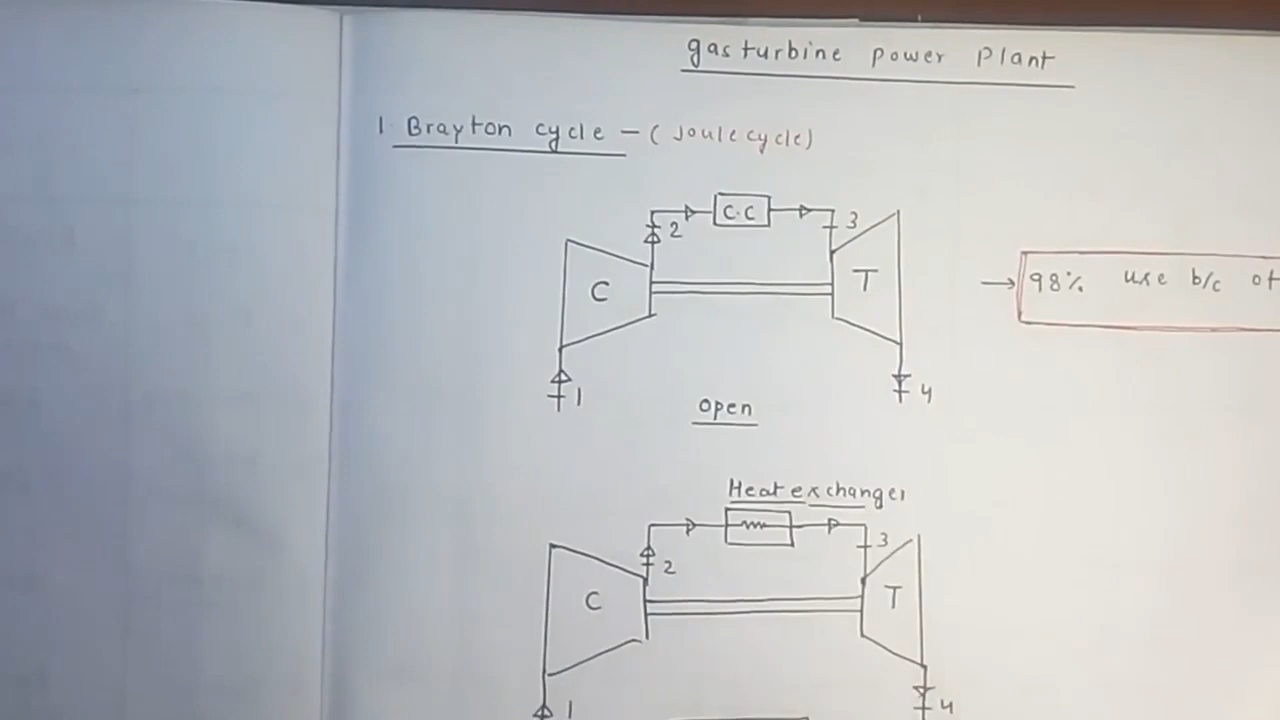 gas turbine power plant
1. Brayton cycle - (Joule cycle)
C.C
2
3
C
T
→ 98% use b/c of
1
4
open
Heat exchanger
3
2
C
T
1
4